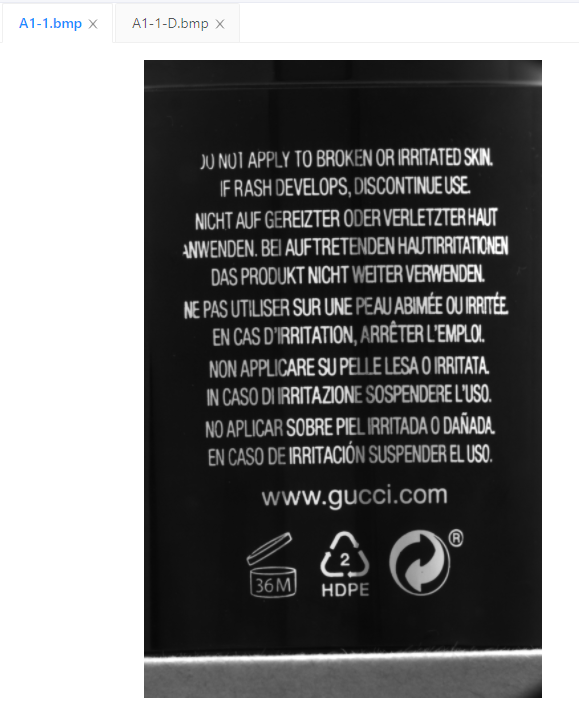 A1-1.bmp
A1-1-D.bmp
DO NOT APPLY TO BROKEN OR IRRITATED SKIN.
IF RASH DEVELOPS, DISCONTINUE USE.
NICHT AUF GEREIZTER ODER VERLETZTER HAUT
ANWENDEN. BEI AUFTRETENDEN HAUTIRRITATIONEN
DAS PRODUKT NICHT WEITER VERWENDEN.
NE PAS UTILISER SUR UNE PEAU ABIMÉE OU IRRITÉE.
EN CAS D'IRRITATION, ARRÊTER L'EMPLOI.
NON APPLICARE SU PELLE LESA O IRRITATA.
IN CASO DI IRRITAZIONE SOSPENDERE L'USO.
NO APLICAR SOBRE PIEL IRRITADA O DAÑADA.
EN CASO DE IRRITACIÓN SUSPENDER EL USO.
www.gucci.com
36M
2
HDPE
®